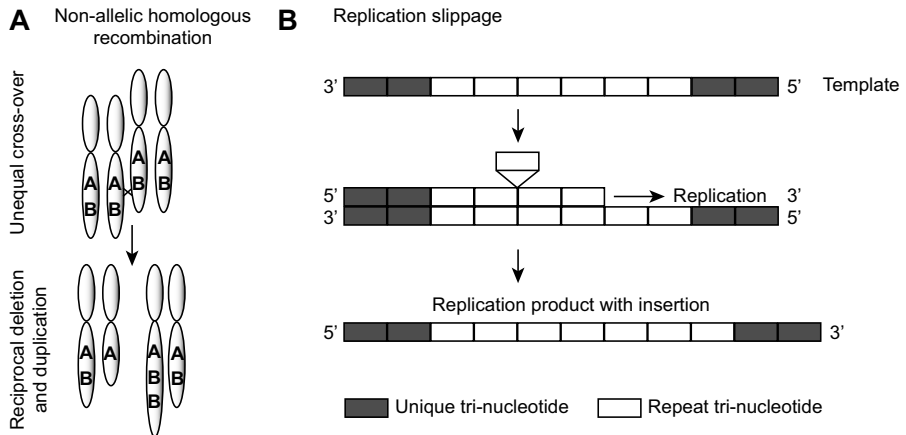 A
Non-allelic homologous
recombination
Unequal cross-over
A
B
A
B
A
B
A
B
Reciprocal deletion
and duplication
A
B
A
A
B
B
A
B
B
Replication slippage
3’ 5’ Template
5’ Replication 3’
3’ 5’
Replication product with insertion
5’ 3’
Unique tri-nucleotide Repeat tri-nucleotide